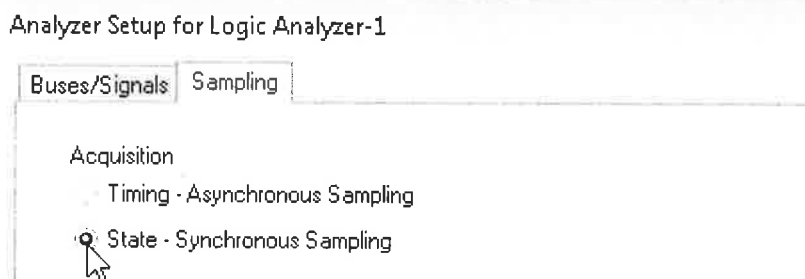 Analyzer Setup for Logic Analyzer-1
Buses/Signals Sampling
Acquisition
Timing - Asynchronous Sampling
State - Synchronous Sampling